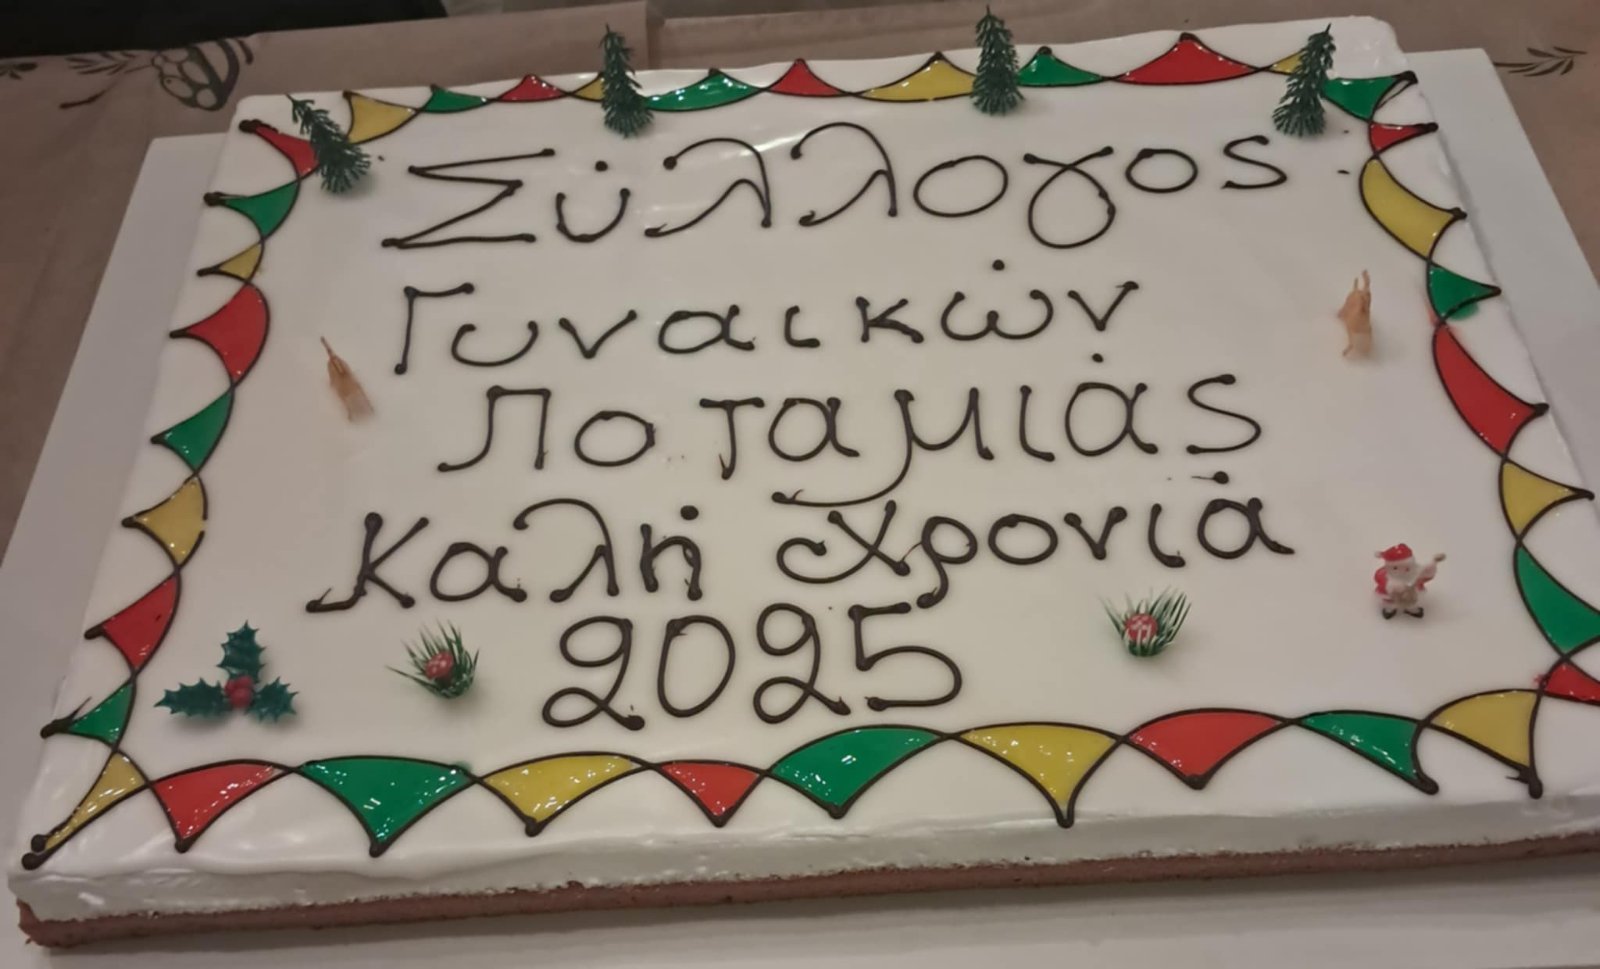 Σύλλογος
Γυναικών
Ποταμιάς
Καλή Χρονιά
2025